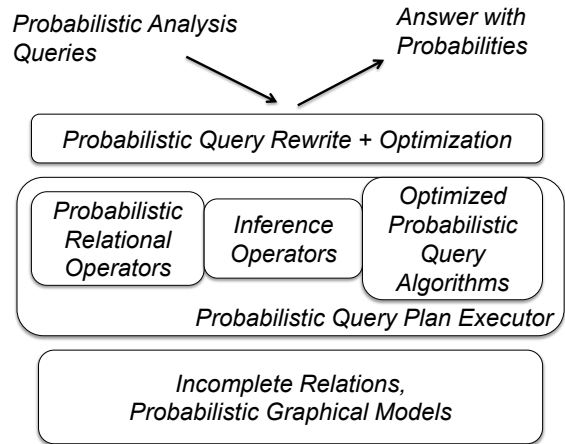 Probabilistic Analysis
Queries
Answer with
Probabilities
Probabilistic Query Rewrite + Optimization
Probabilistic
Relational
Operators
Inference
Operators
Optimized
Probabilistic
Query
Algorithms
Probabilistic Query Plan Executor
Incomplete Relations,
Probabilistic Graphical Models